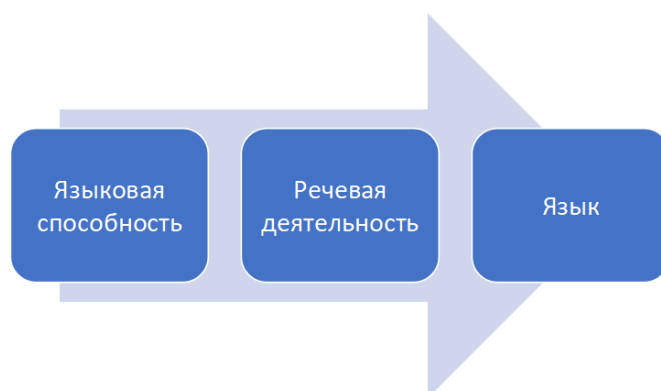 Языковая
способность
Речевая
деятельность
Язык